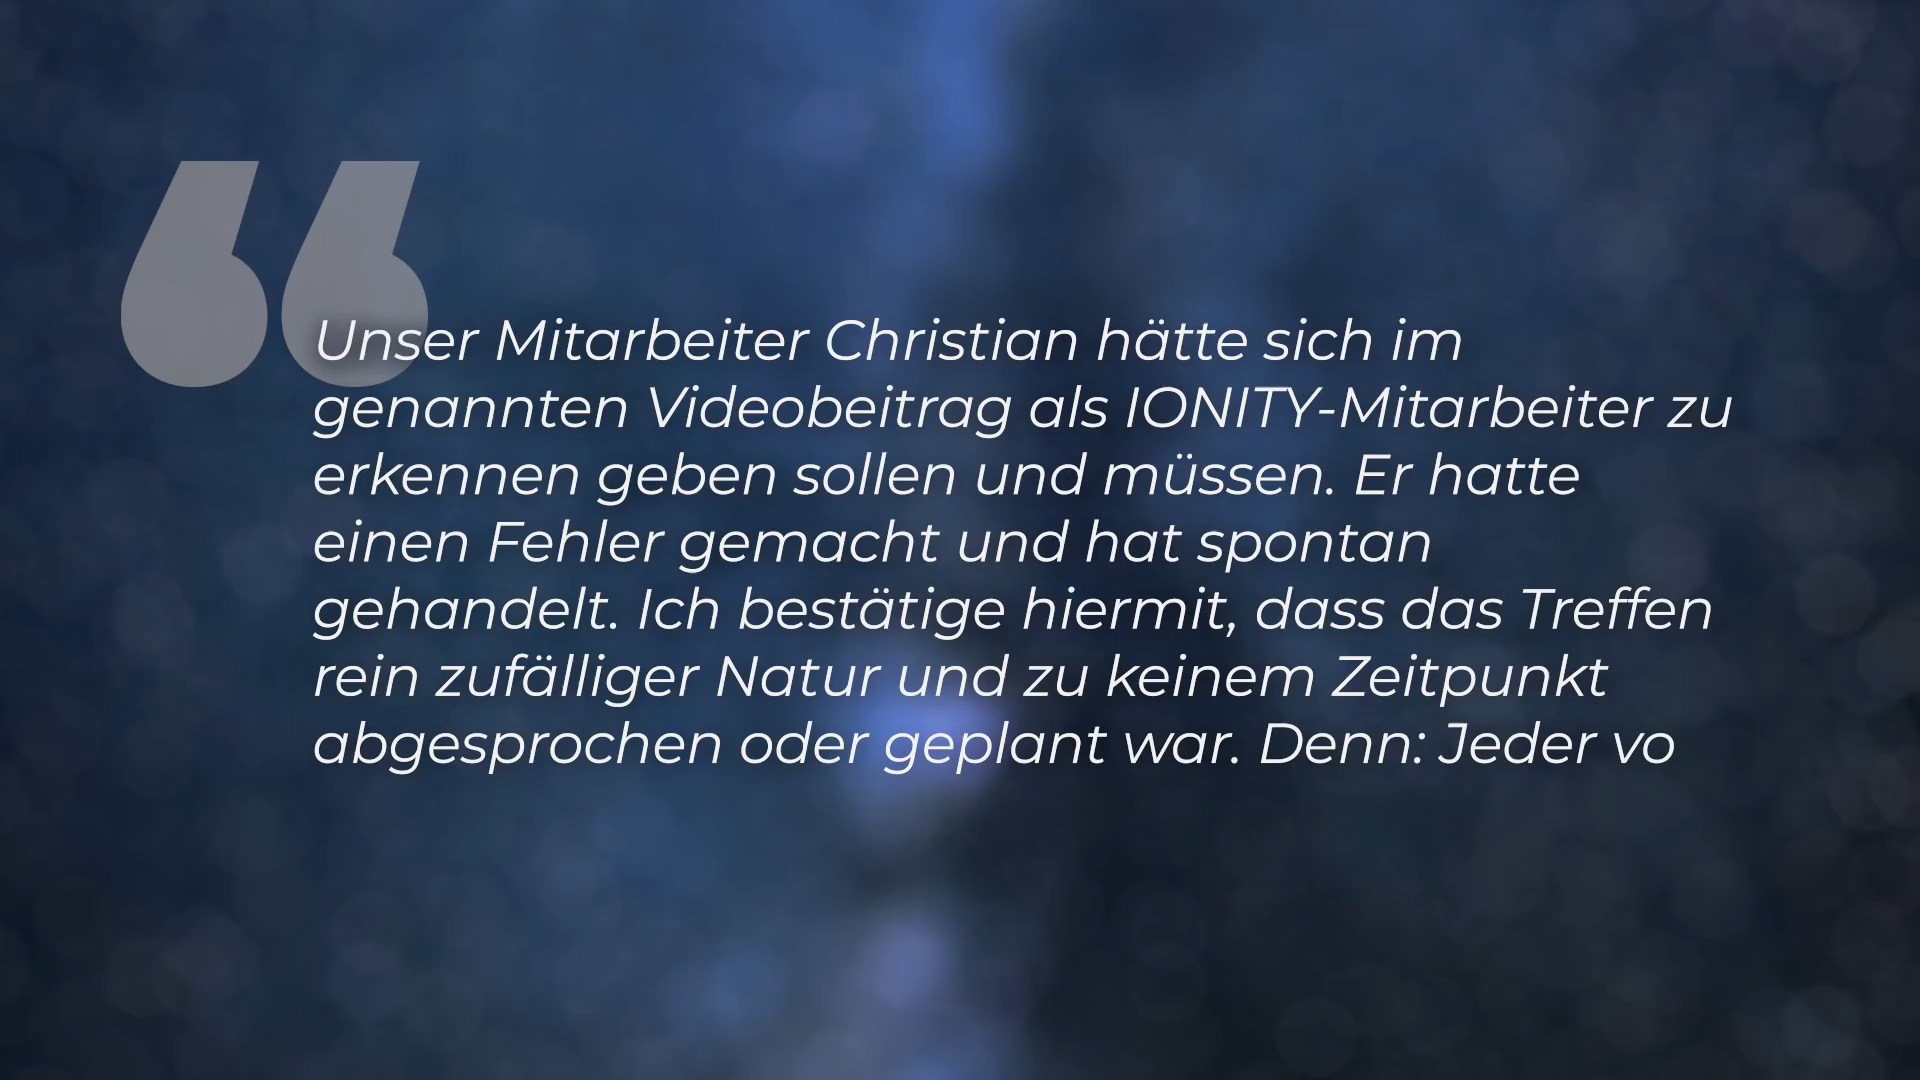 Unser Mitarbeiter Christian hätte sich im
genannten Videobeitrag als IONITY-Mitarbeiter zu
erkennen geben sollen und müssen. Er hatte
einen Fehler gemacht und hat spontan
gehandelt. Ich bestätige hiermit, dass das Treffen
rein zufälliger Natur und zu keinem Zeitpunkt
abgesprochen oder geplant war. Denn: Jeder vo